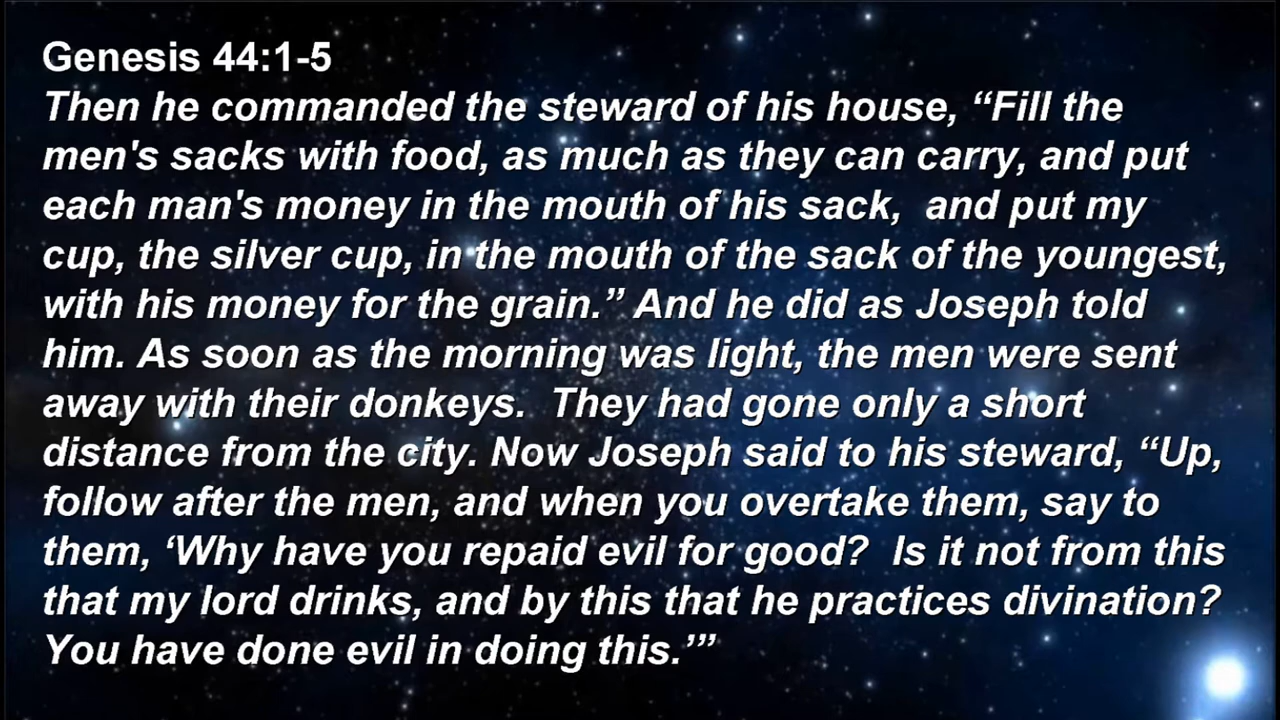 Genesis 44:1-5
Then he commanded the steward of his house, “Fill the
men's sacks with food, as much as they can carry, and put
each man's money in the mouth of his sack,  and put my
cup, the silver cup, in the mouth of the sack of the youngest,
with his money for the grain.” And he did as Joseph told
him. As soon as the morning was light, the men were sent
away with their donkeys.  They had gone only a short
distance from the city. Now Joseph said to his steward, “Up,
follow after the men, and when you overtake them, say to
them, ‘Why have you repaid evil for good?  Is it not from this
that my lord drinks, and by this that he practices divination?
You have done evil in doing this.’”